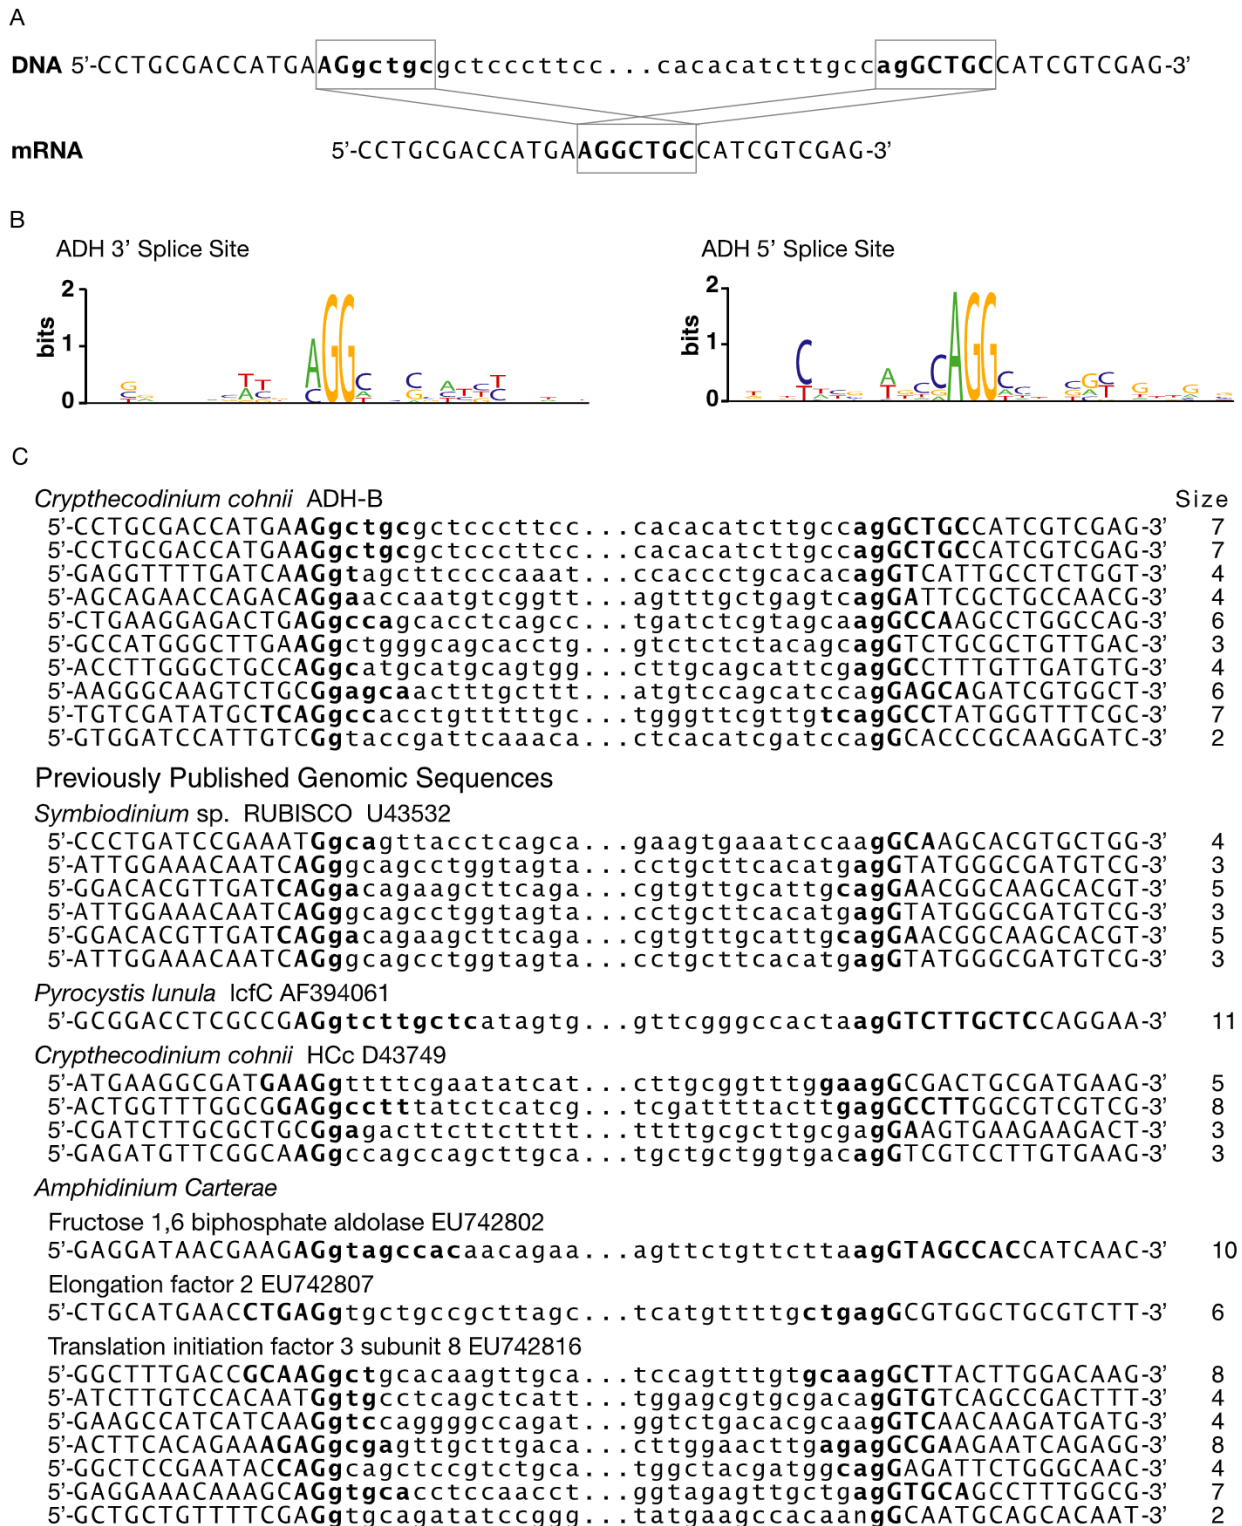 A
DNA 5'-CCTGCGACCATGAAGgctgcgctcccttcc...cacacatcttgccagGCTGCCATCGTCGAG-3'
mRNA 5'-CCTGCGACCATGAAGGCTGCCATCGTCGAG-3'
B
ADH 3' Splice Site
ADH 5' Splice Site
2
1
0
bits
2
1
0
bits
C
Crypthecodinium cohnii ADH-B Size
5'-CCTGCGACCATGAAGgctgcgctcccttcc...cacacatcttgccagGCTGCCATCGTCGAG-3' 7
5'-CCTGCGACCATGAAGgctgcgctcccttcc...cacacatcttgccagGCTGCCATCGTCGAG-3' 7
5'-GAGGTTTTGATCAAGgtagcttccccaaat...ccaccctgcacacagGTCATTGCCTCTGGT-3' 4
5'-AGCAGAACCAGACAGgaaccaatgtcggtt...agtttgctgagtcagGATTCGCTGCCAACG-3' 4
5'-CTGAAGGAGACTGAGgccagcacctcagcc...tgatctcgtagcaagGCCAAGCCTGGCCAG-3' 6
5'-GCCATGGGCTTGAAGgctgggcagcacctg...gtctctctacagcagGTCTGCGCTGTTGAC-3' 3
5'-ACCTTGGGCTGCCAGgcatgcatgcagtgg...cttgcagcattcgagGCCTTTGTTGATGTG-3' 4
5'-AAGGGCAAGTCTGCGgagcaactttgcttt...atgtccagcatccagGAGCAGATCGTGGCT-3' 6
5'-TGTCGATATGCTCAGgccacctgtttttgc...tgggttcgttgtcagGCCTATGGGTTTCGC-3' 7
5'-GTGGATCCATTGTCGgtaccgattcaaaca...ctcacatcgatccagGCACCCGCAAGGATC-3' 2
Previously Published Genomic Sequences
Symbiodinium sp. RUBISCO U43532
5'-CCCTGATCCGAAATGgcagttacctcagca...gaagtgaaatccaagGCAAGCACGTGCTGG-3' 4
5'-ATTGGAAACAATCAGggcagcctggtagta...cctgcttcacatgagGTATGGGCGATGTCG-3' 3
5'-GGACACGTTGATCAGgacagaagcttcaga...cgtgttgcattgcagGAACGGCAAGCACGT-3' 5
5'-ATTGGAAACAATCAGggcagcctggtagta...cctgcttcacatgagGTATGGGCGATGTCG-3' 3
5'-GGACACGTTGATCAGgacagaagcttcaga...cgtgttgcattgcagGAACGGCAAGCACGT-3' 5
5'-ATTGGAAACAATCAGggcagcctggtagta...cctgcttcacatgagGTATGGGCGATGTCG-3' 3
Pyrocystis lunula lcfC AF394061
5'-GCGGACCTCGCCGAGgtcttgctcatagtg...gttcgggccactaagGTCTTGCTCCAGGAA-3' 11
Crypthecodinium cohnii HCc D43749
5'-ATGAAGGCGATGAAGgttttcgaatatcat...cttgcggtttggaagGCGACTGCGATGAAG-3' 5
5'-ACTGGTTTGGCGGAGgcctttatctcatcg...tcgattttacttgagGCCTTGGCGTCGTCG-3' 8
5'-CGATCTTGCGCTGCGgagacttcttctttt...ttttgcgcttgcgagGAAGTGAAGAAGACT-3' 3
5'-GAGATGTTCGGCAAGgccagccagcttgca...tgctgctggtgacagGTCGTCCTTGTGAAG-3' 3
Amphidinium Carterae
Fructose 1,6 biphosphate aldolase EU742802
5'-GAGGATAACGAAGAGgtagccacaacagaa...agttctgttcttaagGTAGCCACCATCAAC-3' 10
Elongation factor 2 EU742807
5'-CTGCATGAACCTGAGgtgctgccgcttagc...tcatgttttgctgagGCGTGGCTGCGTCTT-3' 6
Translation initiation factor 3 subunit 8 EU742816
5'-GGCTTTGACCGCAAGgctgcacaagttgca...tccagtttgtgcaagGCTTACTTGGACAAG-3' 8
5'-ATCTTGTCCACAATGgtgcctcagctcatt...tggagcgtgcgacagGTGTCAGCCGACTTT-3' 4
5'-GAAGCCATCATCAAGgtccaggggccagat...ggtctgacacgcaagGTCAACAAGATGATG-3' 4
5'-ACTTCACAGAAAGAGgcgagttgcttgaca...cttggaacttgagagGCGAAGAATCAGAGG-3' 8
5'-GGCTCCGAATACCAGgcagctccgtctgca...tggctacgatggcagGAGATTCTGGGCAAC-3' 4
5'-GAGGAAACAAAGCAGgtgcacctccaacct...ggtagagttgctgagGTGCAGCCTTTGGCG-3' 7
5'-GCTGCTGTTTTCGAGgtgcagatatccggg...tatgaagccacaangGCAATGCAGCACAAT-3' 2